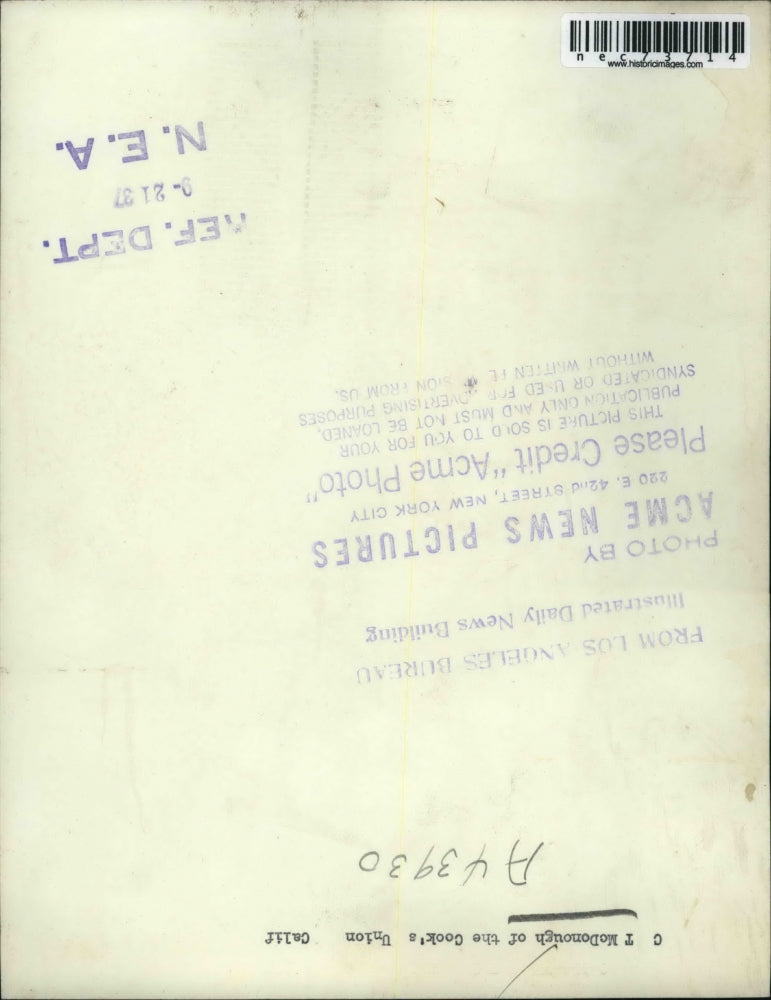 nec73714
www.historicimages.com
C T McDonough of the Cook's Union Calif
A43930
FROM LOS ANGELES BUREAU
Illustrated Daily News Building
PHOTO BY
ACME NEWS PICTURES
220 E. 42nd STREET, NEW YORK CITY
Please Credit "Acme Photo"
THIS PICTURE IS SOLD TO YOU FOR YOUR
PUBLICATION ONLY AND MUST NOT BE LOANED,
SYNDICATED OR USED FOR ADVERTISING PURPOSES
WITHOUT WRITTEN FROM US.
REF. DEPT.
9-21 37
N.E.A.